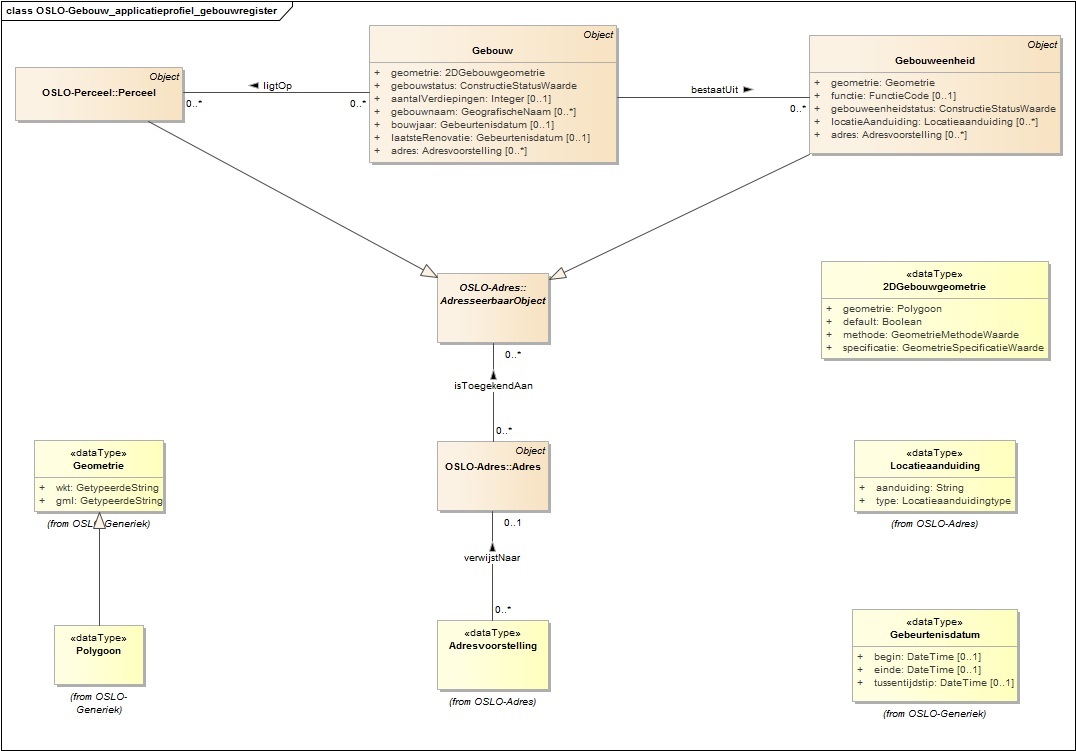 class OSLO-Gebouw_applicatieprofiel_gebouwregister
Object
OSLO-Perceel::Perceel
0..*
ligtOp
0..*
Object
Gebouw
+ geometrie: 2DGebouwgeometrie
+ gebouwstatus: ConstructieStatusWaarde
+ aantalVerdiepingen: Integer [0..1]
+ gebouwnaam: GeografischeNaam [0..*]
+ bouwjaar: Gebeurtenisdatum [0..1]
+ laatsteRenovatie: Gebeurtenisdatum [0..1]
+ adres: Adresvoorstelling [0..*]
bestaatUit
0..*
Object
Gebouweenheid
+ geometrie: Geometrie
+ functie: FunctieCode [0..1]
+ gebouweenheidstatus: ConstructieStatusWaarde
+ locatieAanduiding: Locatieaanduiding [0..*]
+ adres: Adresvoorstelling [0..*]
OSLO-Adres::
AdresseerbaarObject
0..*
isToegekendAan
0..*
«dataType»
2DGebouwgeometrie
+ geometrie: Polygoon
+ default: Boolean
+ methode: GeometrieMethodeWaarde
+ specificatie: GeometrieSpecificatieWaarde
«dataType»
Geometrie
+ wkt: GetypeerdeString
+ gml: GetypeerdeString
(from OSLO-Generiek)
Object
OSLO-Adres::Adres
0..1
verwijstNaar
0..*
«dataType»
Locatieaanduiding
+ aanduiding: String
+ type: Locatieaanduidingtype
(from OSLO-Adres)
«dataType»
Polygoon
(from OSLO-
Generiek)
«dataType»
Adresvoorstelling
(from OSLO-Adres)
«dataType»
Gebeurtenisdatum
+ begin: DateTime [0..1]
+ einde: DateTime [0..1]
+ tussentijdstip: DateTime [0..1]
(from OSLO-Generiek)